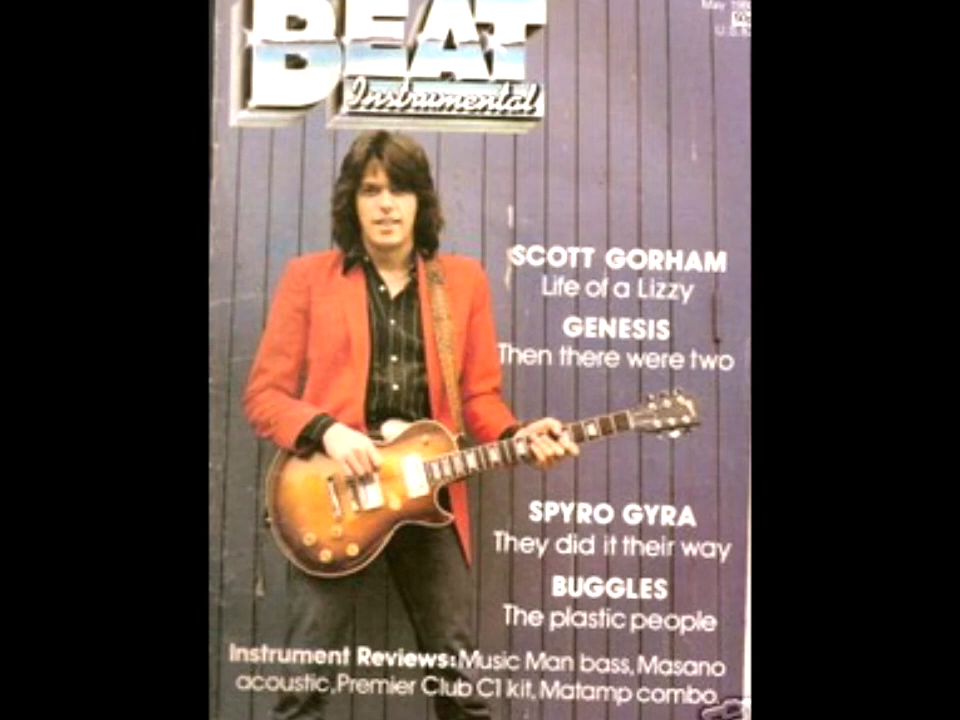 May
U.S.
BEAT
Instrumental
SCOTT GORHAM
Life of a Lizzy
GENESIS
Then there were two
SPYRO GYRA
They did it their way
BUGGLES
The plastic people
Instrument Reviews: Music Man bass, Masano
acoustic, Premier Club C1 kit, Matamp combo.